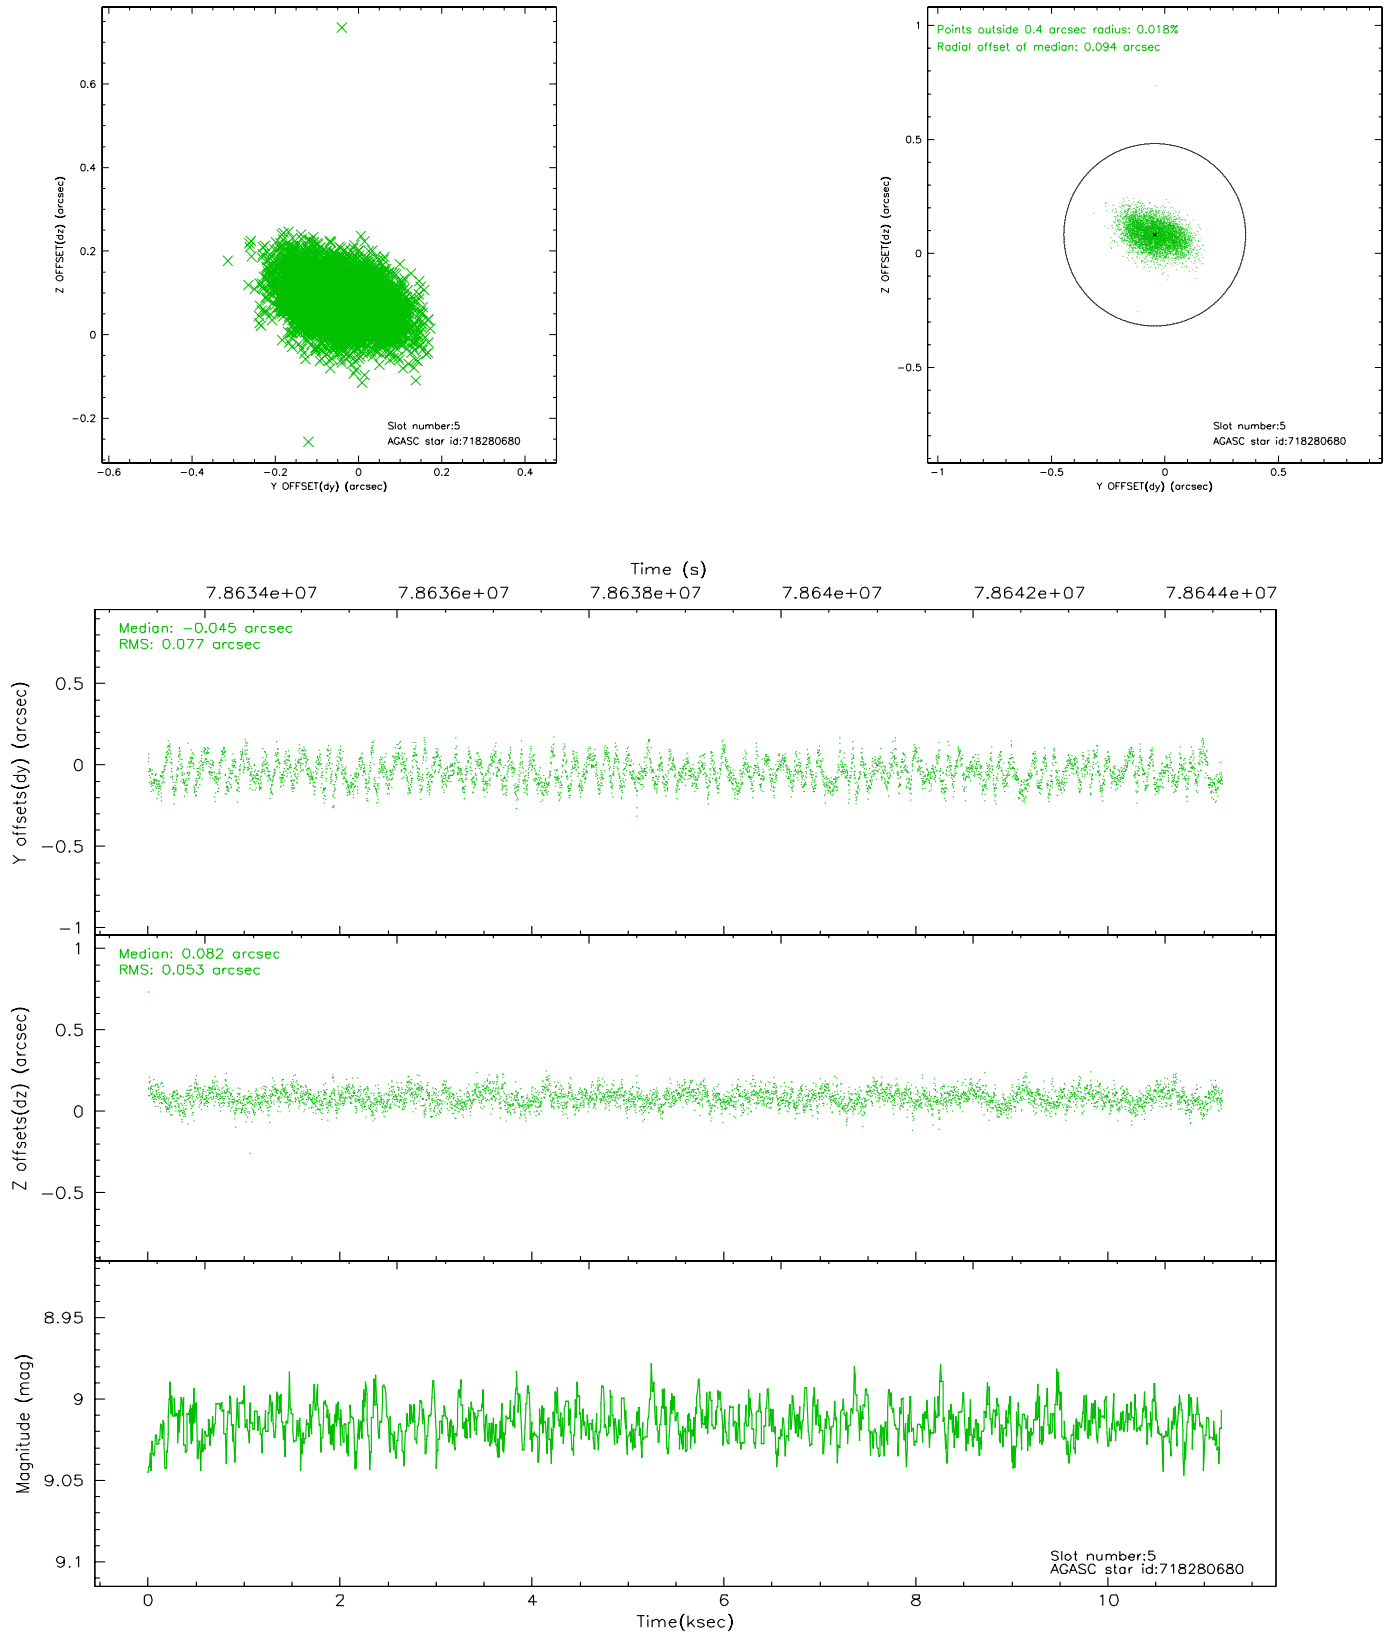 Z OFFSET(dz) (arcsec)
0.6
0.4
0.2
0
−0.2
Slot number:5
AGASC star id:718280680
−0.6
−0.4
−0.2
0
0.2
0.4
Y OFFSET(dy) (arcsec)
Points outside 0.4 arcsec radius: 0.018%
Radial offset of median: 0.094 arcsec
Z OFFSET(dz) (arcsec)
1
0.5
0
−0.5
Slot number:5
AGASC star id:718280680
−1
−0.5
0
0.5
Y OFFSET(dy) (arcsec)
Time (s)
7.8634e+07
7.8636e+07
7.8638e+07
7.864e+07
7.8642e+07
7.8644e+07
Median: −0.045 arcsec
RMS: 0.077 arcsec
Y offsets(dy) (arcsec)
0.5
0
−0.5
−1
Median: 0.082 arcsec
RMS: 0.053 arcsec
Z offsets(dz) (arcsec)
1
0.5
0
−0.5
Magnitude (mag)
8.95
9
9.05
9.1
Slot number:5
AGASC star id:718280680
0
2
4
6
8
10
Time(ksec)